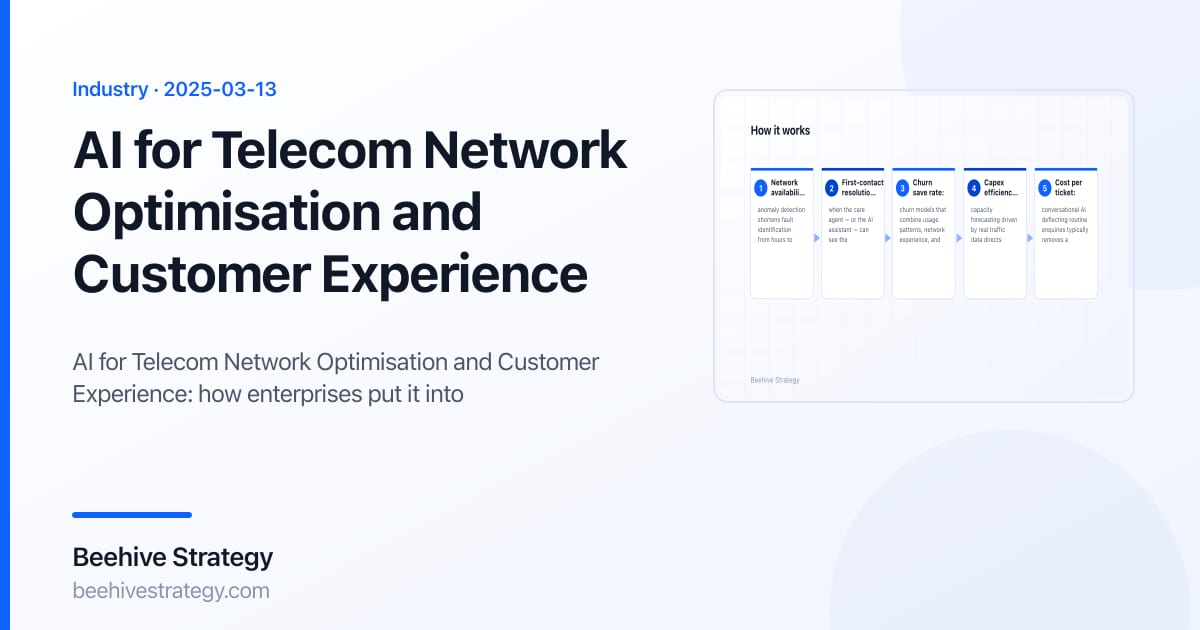 Industry · 2025-03-13
AI for Telecom Network
Optimisation and
Customer Experience
AI for Telecom Network Optimisation and Customer
Experience: how enterprises put it into
Beehive Strategy
beehivestrategy.com
How it works
1
Network
availabili...
anomaly detection
shortens fault
identification
from hours to
2
First-contact
resolutio...
when the care
agent — or the AI
assistant — can
see the
3
Churn
save rate:
churn models that
combine usage
patterns, network
experience, and
4
Capex
efficienc...
capacity
forecasting driven
by real traffic
data directs
5
Cost per
ticket:
conversational AI
deflecting routine
enquiries typically
removes a
Beehive Strategy